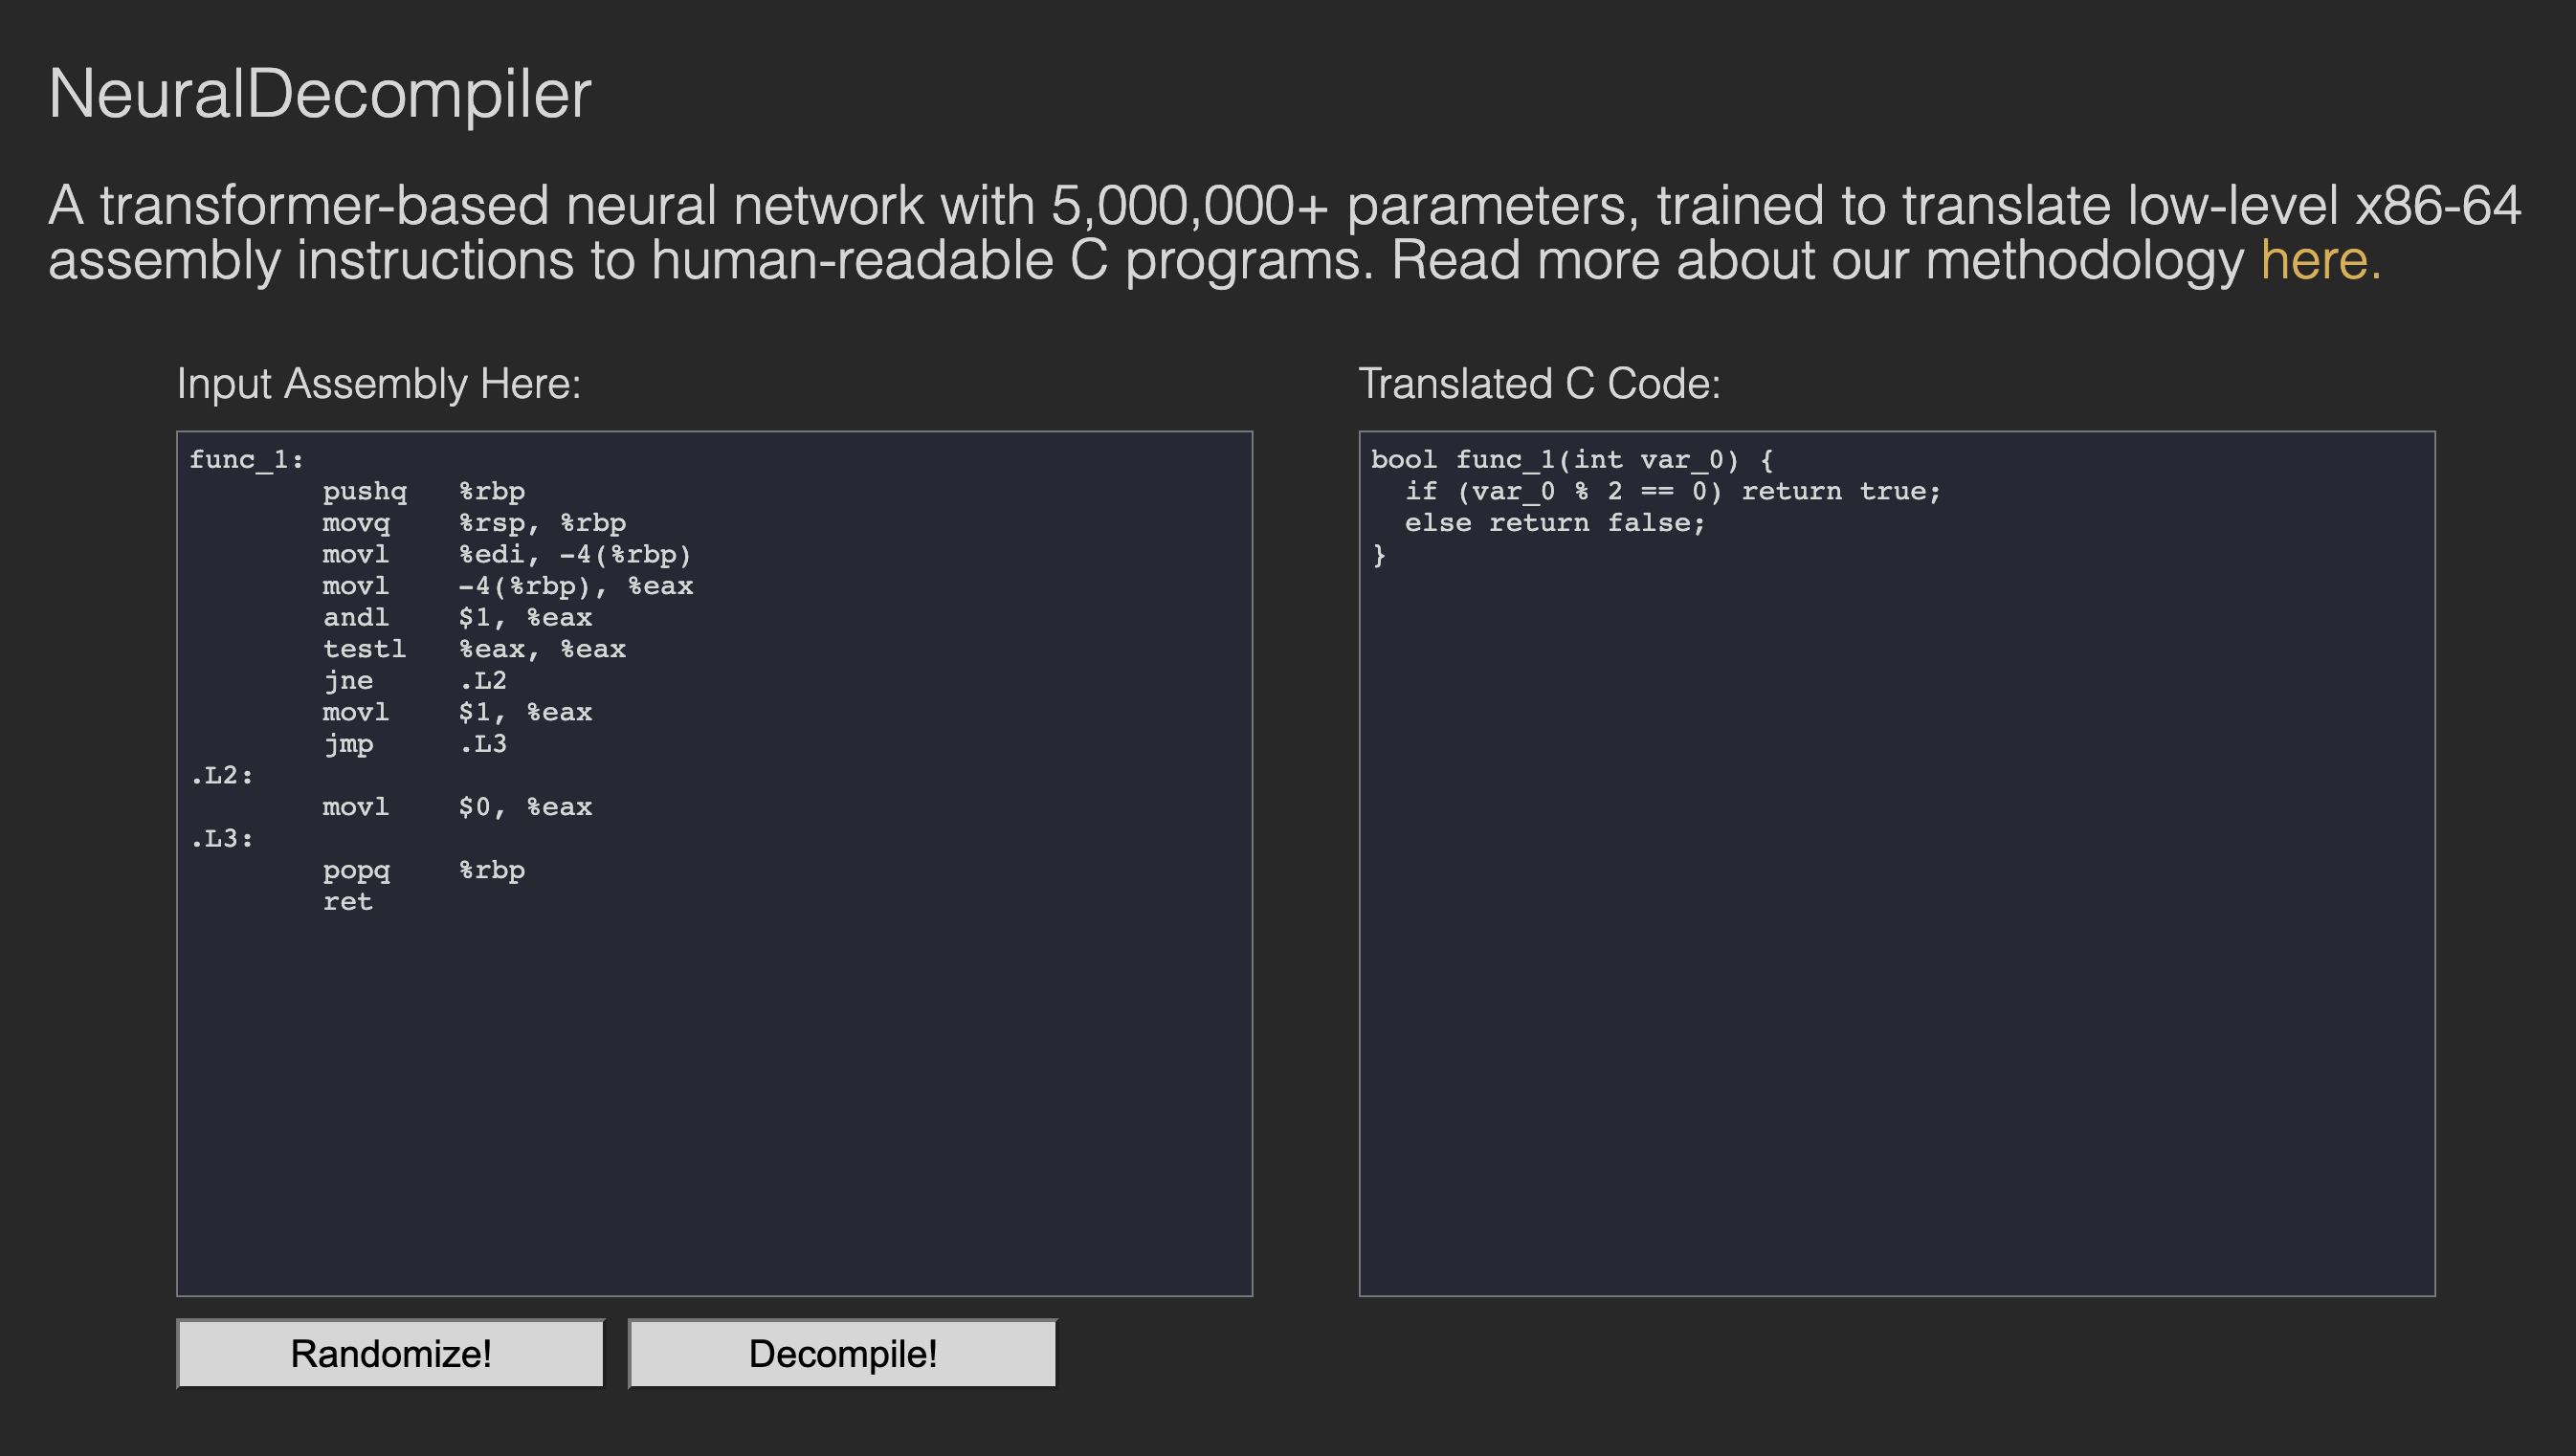 NeuralDecompiler
A transformer-based neural network with 5,000,000+ parameters, trained to translate low-level x86-64
assembly instructions to human-readable C programs. Read more about our methodology here.
Input Assembly Here:
func_1:
        pushq   %rbp
        movq    %rsp, %rbp
        movl    %edi, -4(%rbp)
        movl    -4(%rbp), %eax
        andl    $1, %eax
        testl   %eax, %eax
        jne     .L2
        movl    $1, %eax
        jmp     .L3
.L2:
        movl    $0, %eax
.L3:
        popq    %rbp
        ret
Translated C Code:
bool func_1(int var_0) {
  if (var_0 % 2 == 0) return true;
  else return false;
}
Randomize!
Decompile!